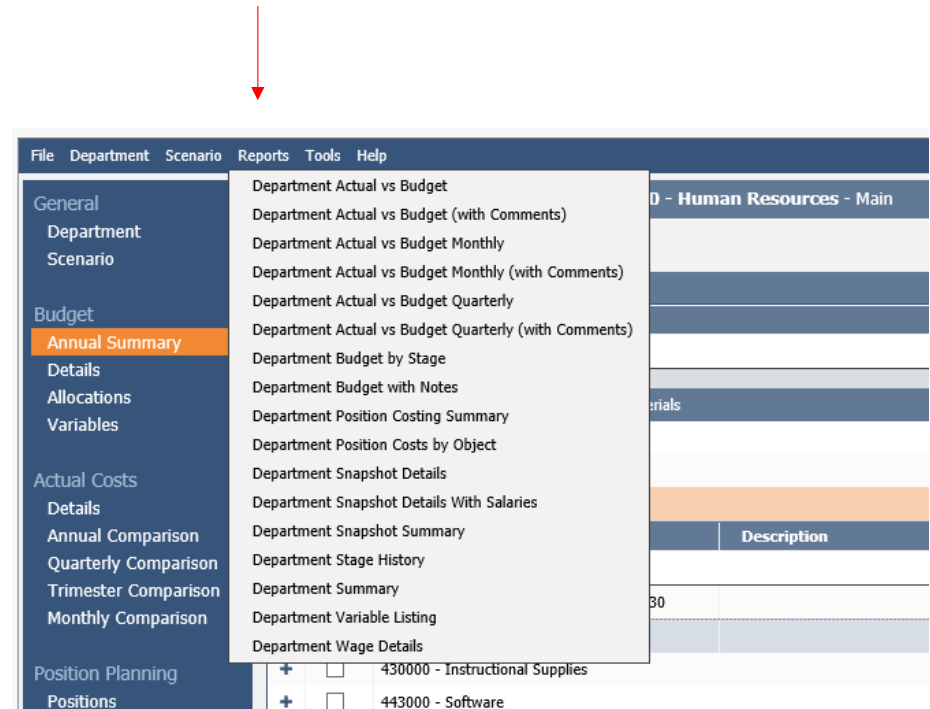 File Department Scenario Reports Tools Help
General
Department
Scenario
Budget
Annual Summary
Details
Allocations
Variables
Actual Costs
Details
Annual Comparison
Quarterly Comparison
Trimester Comparison
Monthly Comparison
Position Planning
Positions
Department Actual vs Budget
Department Actual vs Budget (with Comments)
Department Actual vs Budget Monthly
Department Actual vs Budget Monthly (with Comments)
Department Actual vs Budget Quarterly
Department Actual vs Budget Quarterly (with Comments)
Department Budget by Stage
Department Budget with Notes
Department Position Costing Summary
Department Position Costs by Object
Department Snapshot Details
Department Snapshot Details With Salaries
Department Snapshot Summary
Department Stage History
Department Summary
Department Variable Listing
Department Wage Details
0 - Human Resources - Main
erials
Description
30
430000 - Instructional Supplies
443000 - Software